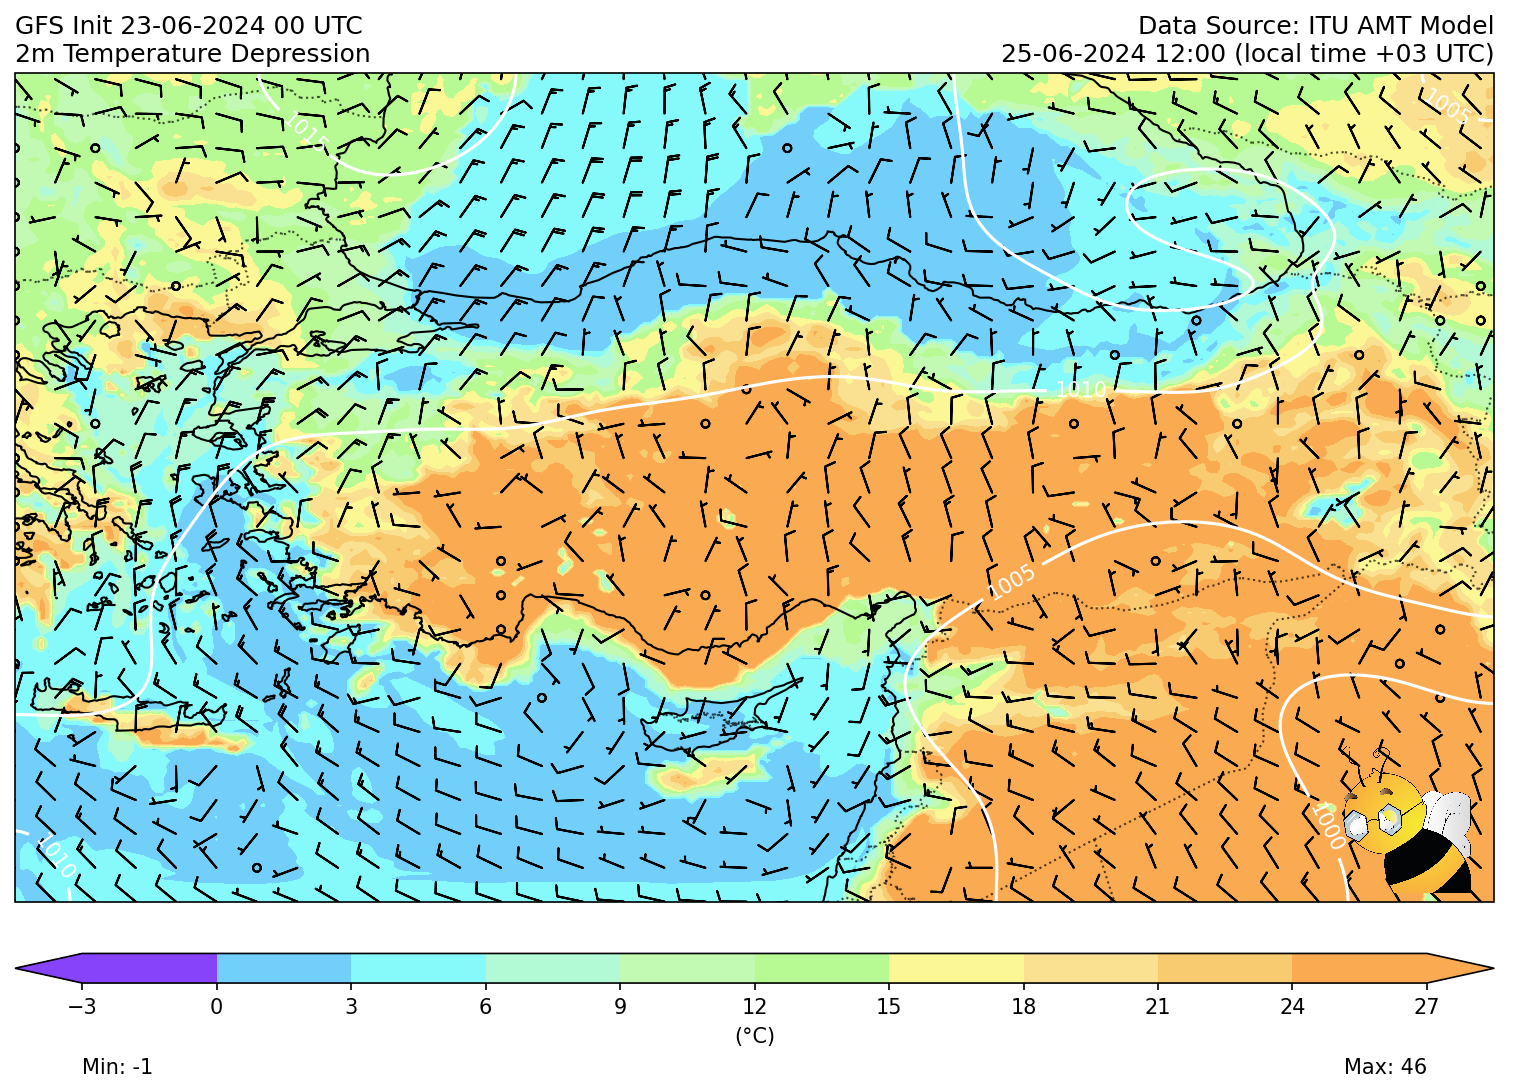 GFS Init 23-06-2024 00 UTC
Data Source: ITU AMT Model
2m Temperature Depression
25-06-2024 12:00 (local time +03 UTC)
1005
1015
1010
1005
1000
1010
−3 0 3 6 9 12 15 18 21 24 27
(°C)
Min: -1
Max: 46